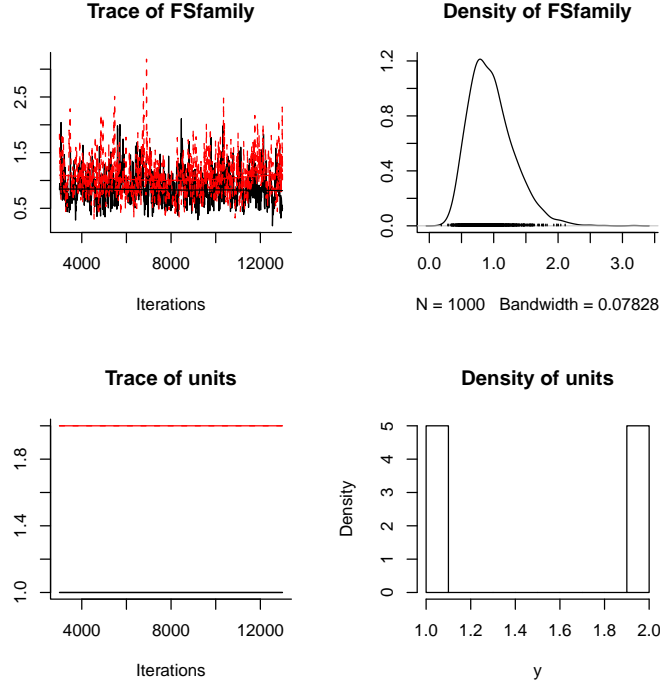 Trace of FSfamily
0.5 1.5 2.5
4000 8000 12000
Iterations
Density of FSfamily
0.0 0.4 0.8 1.2
0.0 1.0 2.0 3.0
N = 1000 Bandwidth = 0.07828
Trace of units
1.0 1.4 1.8
4000 8000 12000
Iterations
Density of units
Density
0 1 2 3 4 5
1.0 1.2 1.4 1.6 1.8 2.0
y